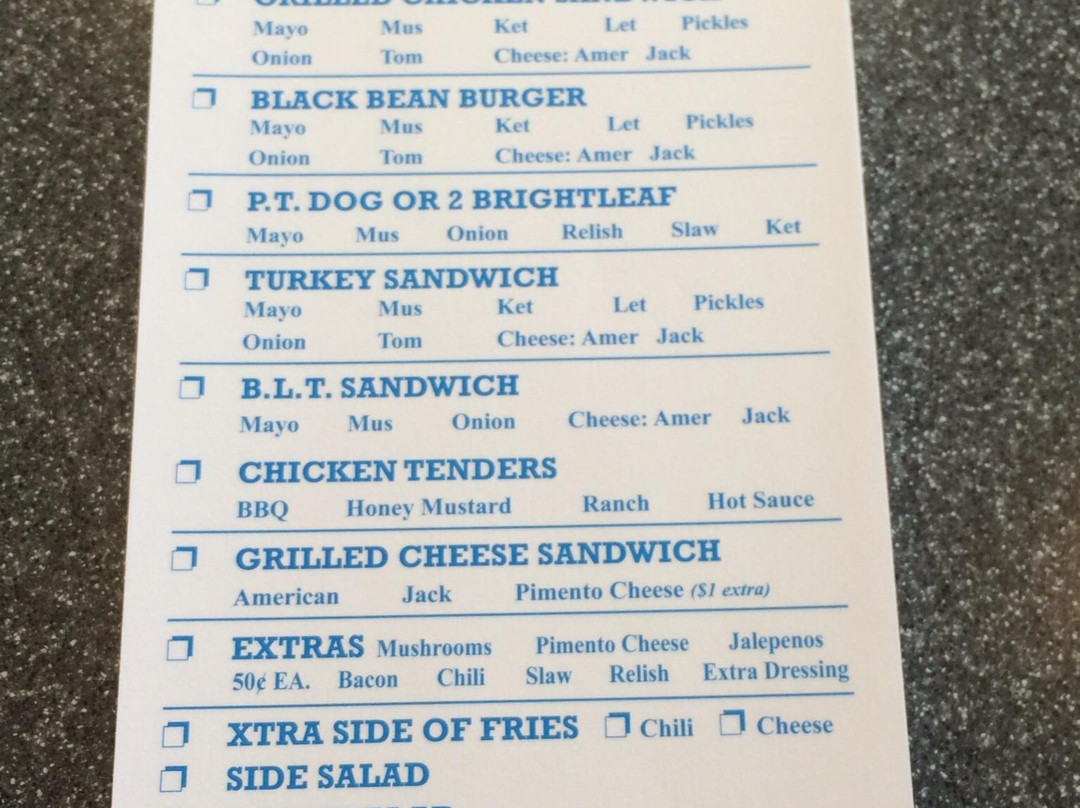 GRILLED CHICKEN SANDWICH
Mayo Mus Ket Let Pickles
Onion Tom Cheese: Amer Jack
BLACK BEAN BURGER
Mayo Mus Ket Let Pickles
Onion Tom Cheese: Amer Jack
P.T. DOG OR 2 BRIGHTLEAF
Mayo Mus Onion Relish Slaw Ket
TURKEY SANDWICH
Mayo Mus Ket Let Pickles
Onion Tom Cheese: Amer Jack
B.L.T. SANDWICH
Mayo Mus Onion Cheese: Amer Jack
CHICKEN TENDERS
BBQ Honey Mustard Ranch Hot Sauce
GRILLED CHEESE SANDWICH
American Jack Pimento Cheese ($1 extra)
EXTRAS Mushrooms Pimento Cheese Jalepenos
50¢ EA. Bacon Chili Slaw Relish Extra Dressing
XTRA SIDE OF FRIES Chili Cheese
SIDE SALAD